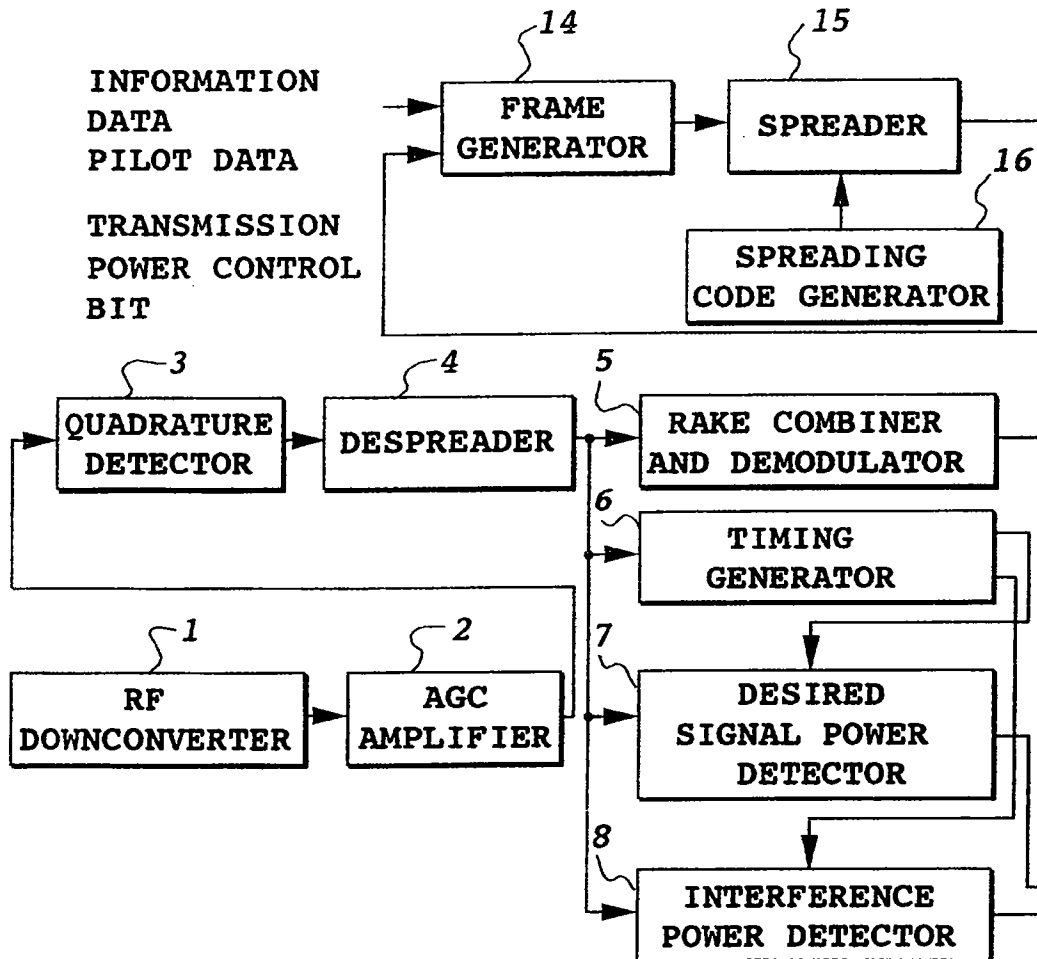 14
15
INFORMATION
DATA
PILOT DATA
FRAME
GENERATOR
SPREADER
16
TRANSMISSION
POWER CONTROL
BIT
SPREADING
CODE GENERATOR
3
4
5
QUADRATURE
DETECTOR
DESPREADER
RAKE COMBINER
AND DEMODULATOR
6
TIMING
GENERATOR
1
2
7
RF
DOWNCONVERTER
AGC
AMPLIFIER
DESIRED
SIGNAL POWER
DETECTOR
8
INTERFERENCE
POWER DETECTOR